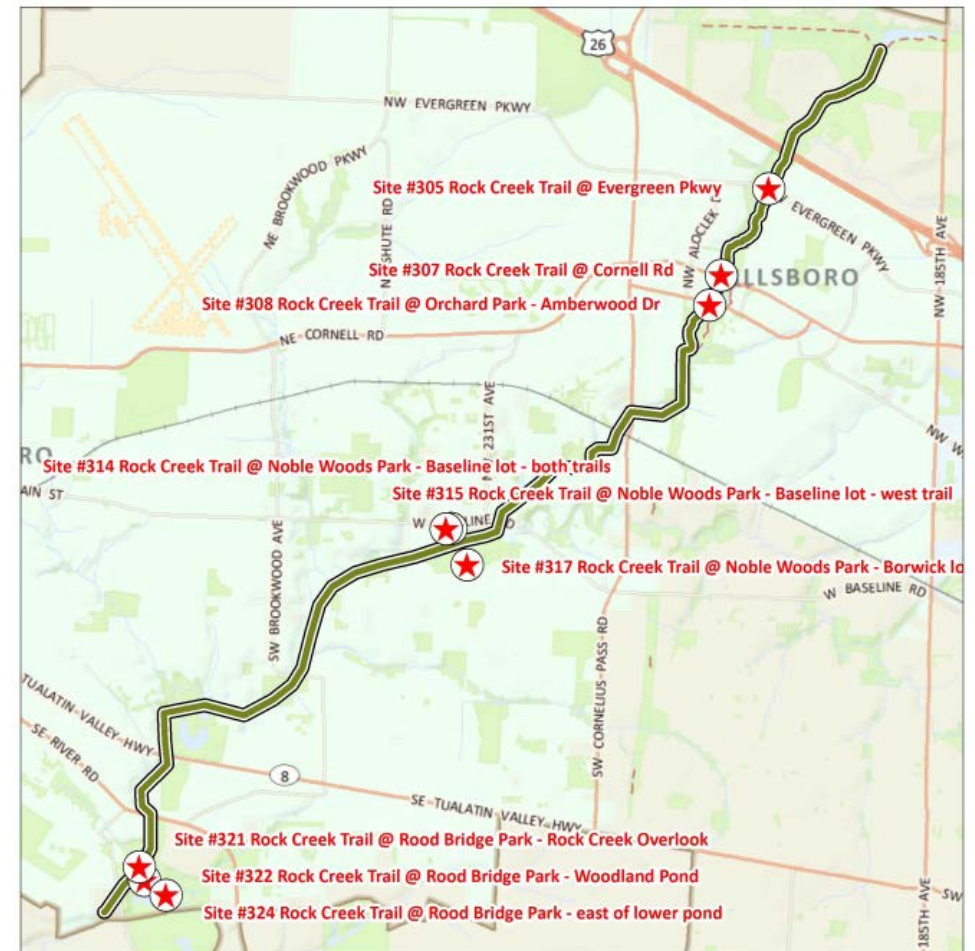 26
NW EVERGREEN PKWY
NE BROOKWOOD PKWY
Site #305 Rock Creek Trail @ Evergreen Pkwy
EVERGREEN PKWY
NW 185TH AVE
SHUTE RD
NW ALOCLEK
Site #307 Rock Creek Trail @ Cornell Rd
LLSBORO
Site #308 Rock Creek Trail @ Orchard Park - Amberwood Dr
NE CORNELL RD
231ST AVE
NW
RO
Site #314 Rock Creek Trail @ Noble Woods Park - Baseline lot - both trails
AIN ST
Site #315 Rock Creek Trail @ Noble Woods Park - Baseline lot - west trail
W LINE D
SW BROOKWOOD AVE
Site #317 Rock Creek Trail @ Noble Woods Park - Borwick lo
W BASELINE RD
SW CORNELIUS PASS RD
TUALATIN VALLEY HWY
SE RIVER RD
8
SE TUALATIN VALLEY HWY
Site #321 Rock Creek Trail @ Rood Bridge Park - Rock Creek Overlook
Site #322 Rock Creek Trail @ Rood Bridge Park - Woodland Pond
Site #324 Rock Creek Trail @ Rood Bridge Park - east of lower pond
185TH AVE
SW